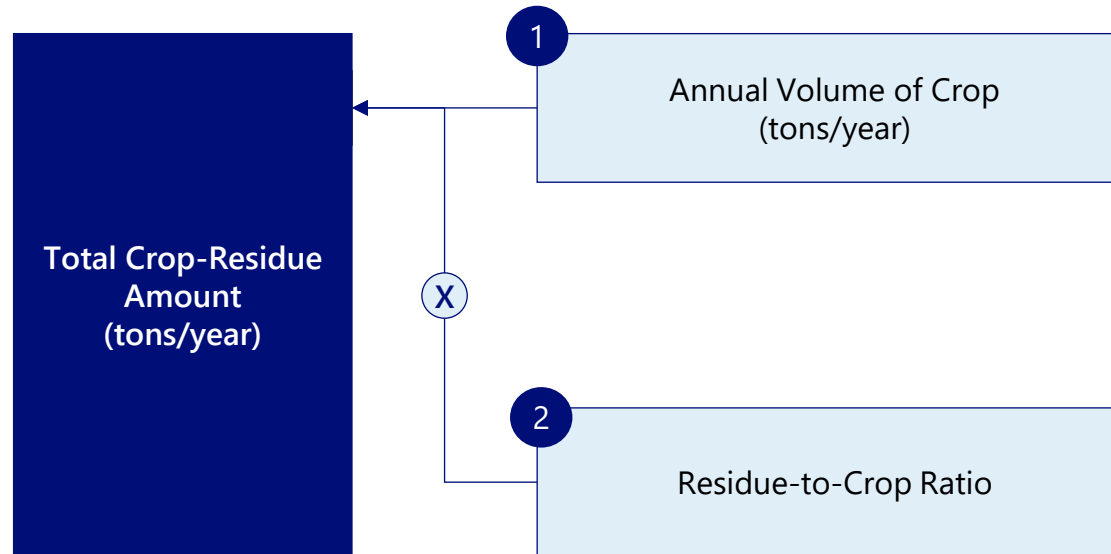 Total Crop-Residue
Amount
(tons/year)
X
1
Annual Volume of Crop
(tons/year)
2
Residue-to-Crop Ratio